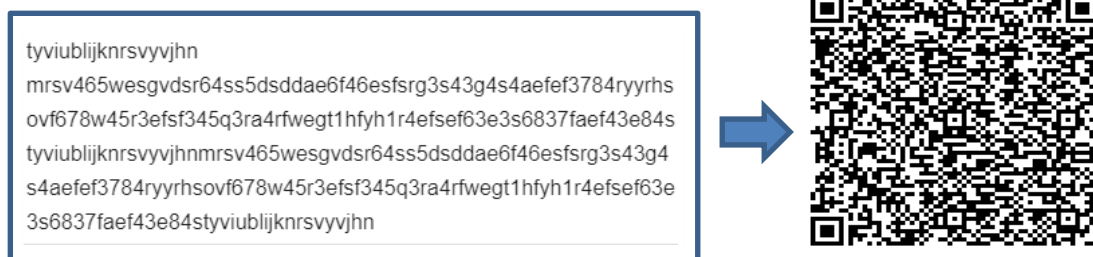 tyviublijknrsvyvjhn
mrsv465wesgvdsr64ss5dsddae6f46esfsrg3s43g4s4aefef3784ryyrhs
ovf678w45r3efsf345q3ra4rfwegt1hfyh1r4efsef63e3s6837faef43e84s
tyviublijknrsvyvjhnmrsv465wesgvdsr64ss5dsddae6f46esfsrg3s43g4
s4aefef3784ryyrhsovf678w45r3efsf345q3ra4rfwegt1hfyh1r4efsef63e
3s6837faef43e84styviublijknrsvyvjhn